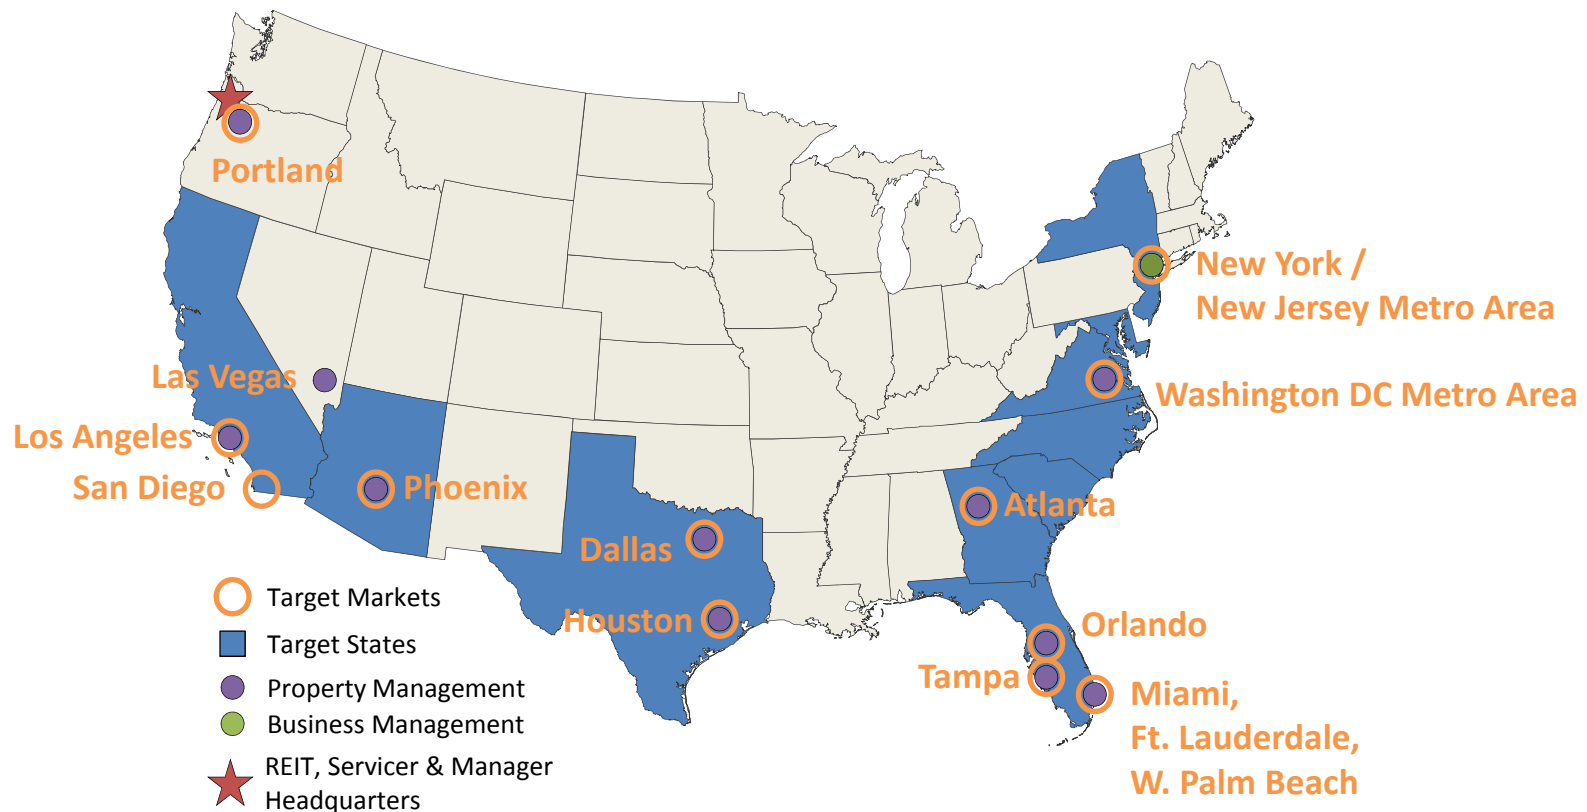 Portland
New York /
New Jersey Metro Area
Las Vegas
Washington DC Metro Area
Los Angeles
San Diego
Phoenix
Atlanta
Dallas
Houston
Orlando
Tampa
Miami,
Ft. Lauderdale,
W. Palm Beach
Target Markets
Target States
Property Management
Business Management
REIT, Servicer & Manager
Headquarters